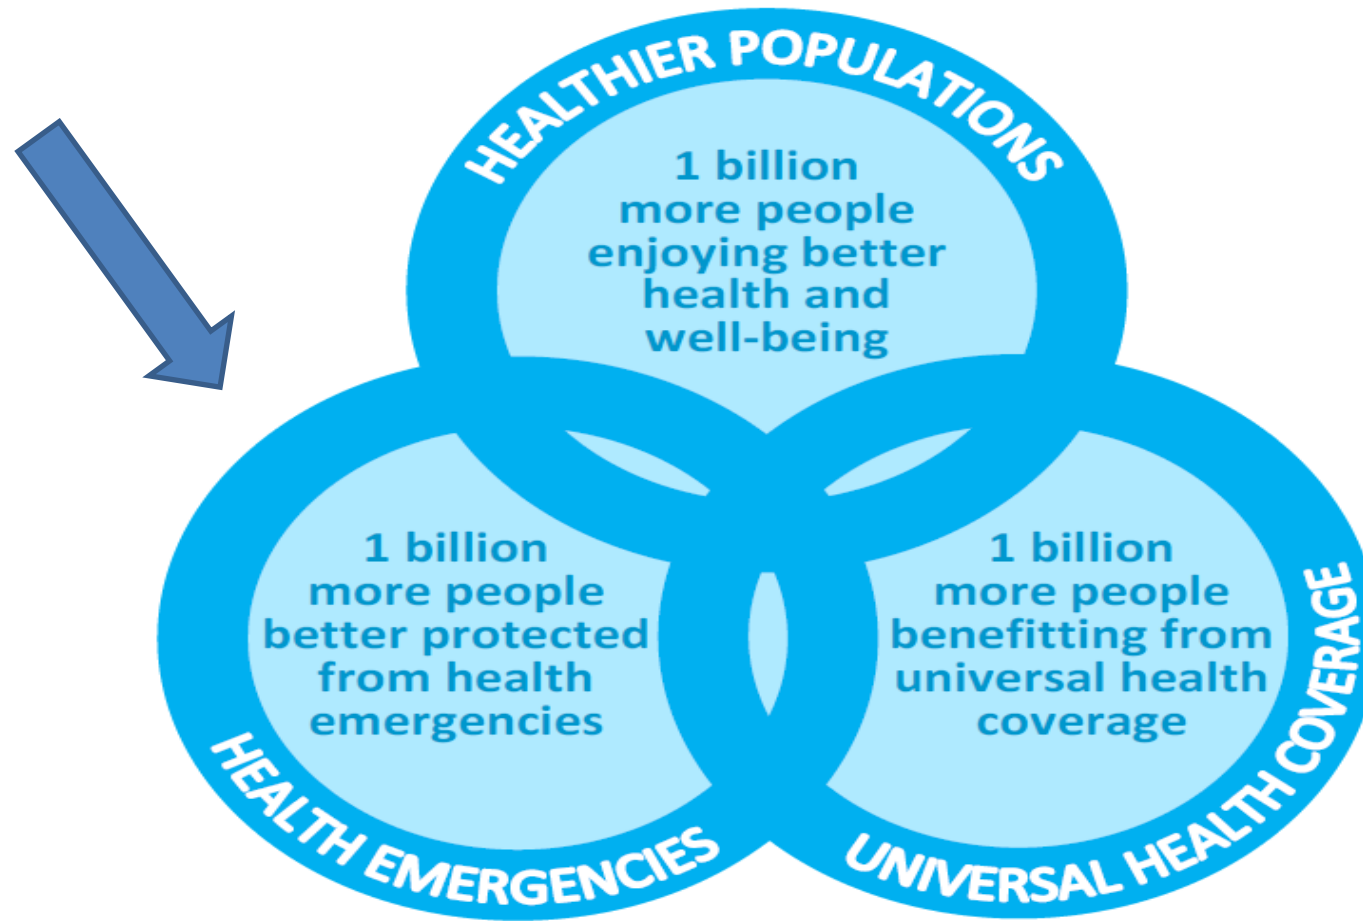 HEALTHIER POPULATIONS
1 billion
more people
enjoying better
health and
well-being
1 billion
more people
better protected
from health
emergencies
HEALTH EMERGENCIES
1 billion
more people
benefitting from
universal health
coverage
UNIVERSAL HEALTH COVERAGE